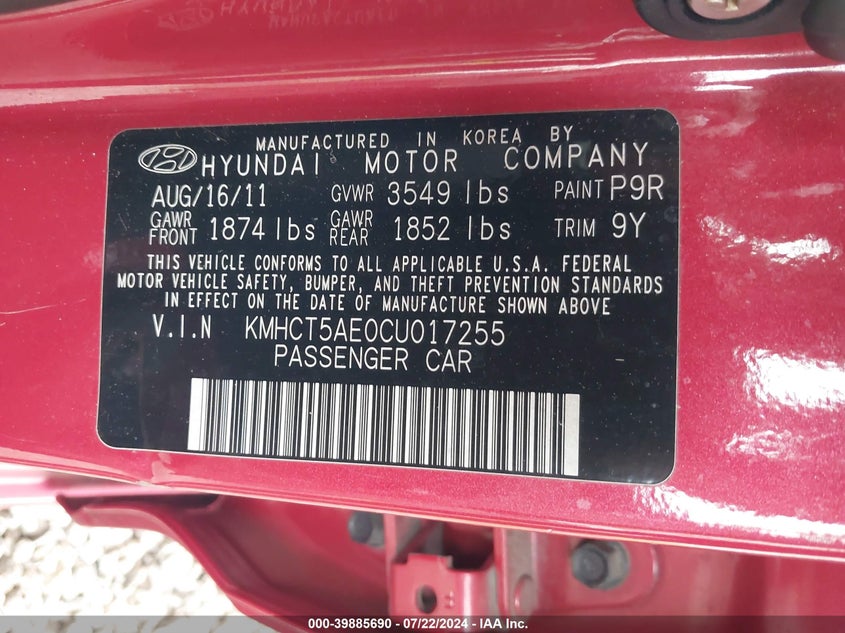 MANUFACTURED IN KOREA BY
HYUNDAI MOTOR COMPANY
AUG/16/11 GVWR 3549 lbs PAINT P9R
GAWR FRONT 1874 lbs GAWR REAR 1852 lbs TRIM 9Y
THIS VEHICLE CONFORMS TO ALL APPLICABLE U.S.A. FEDERAL
MOTOR VEHICLE SAFETY, BUMPER, AND THEFT PREVENTION STANDARDS
IN EFFECT ON THE DATE OF MANUFACTURE SHOWN ABOVE
V.I.N KMHCT5AE0CU017255
PASSENGER CAR
000-39885690 - 07/22/2024 - IAA Inc.